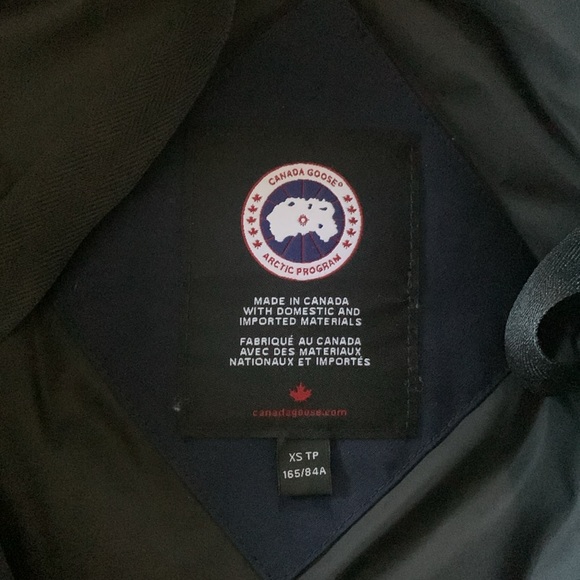 CANADA GOOSE®
ARCTIC PROGRAM
MADE IN CANADA
WITH DOMESTIC AND
IMPORTED MATERIALS
FABRIQUÉ AU CANADA
AVEC DES MATERIAUX
NATIONAUX ET IMPORTÉS
canadagoose.com
XS TP
165/84A